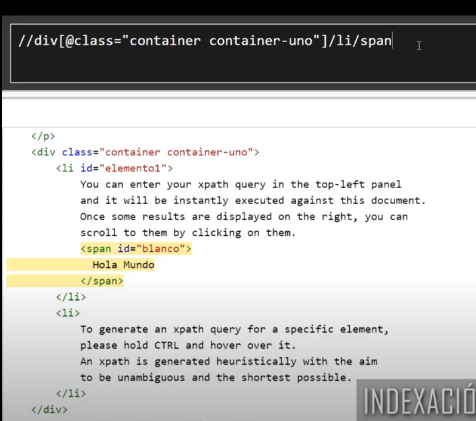 //div[@class="container container-uno"]/li/span
</p>
<div class="container container-uno">
<li id="elemento1">
You can enter your xpath query in the top-left panel
and it will be instantly executed against this document.
Once some results are displayed on the right, you can
scroll to them by clicking on them.
<span id="blanco">
Hola Mundo
</span>
</li>
<li>
To generate an xpath query for a specific element,
please hold CTRL and hover over it.
An xpath is generated heuristically with the aim
to be unambiguous and the shortest possible.
</li>
</div>
INDEXACIÓ